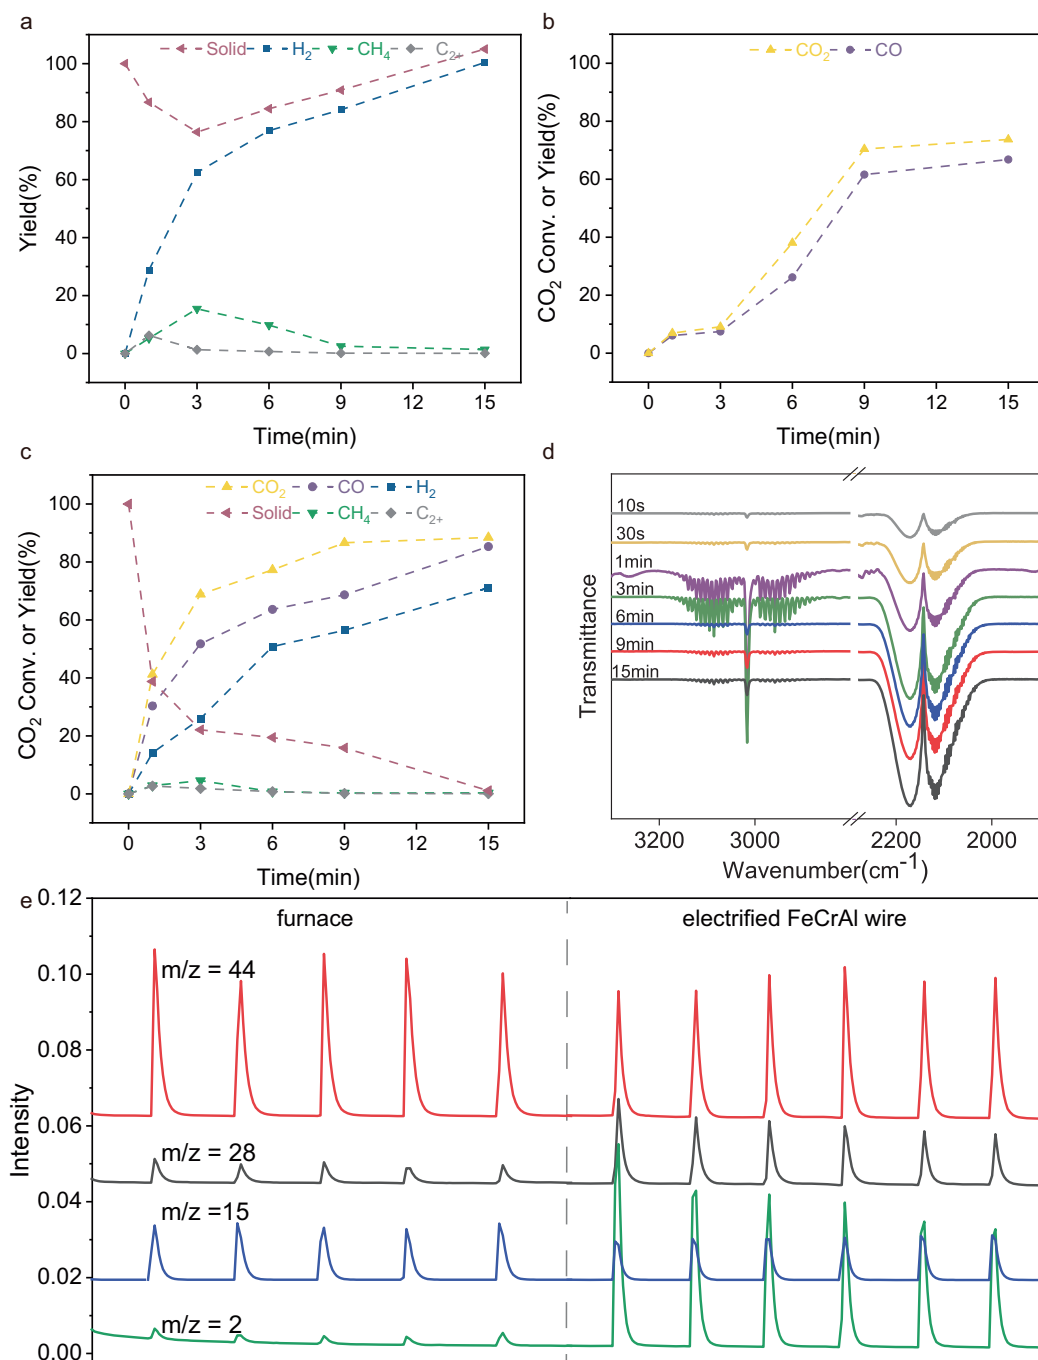 a
Solid H2 CH4 C2+
100
80
60
40
20
0
Yield(%)
0 3 6 9 12 15
Time(min)
b
CO2 CO
100
80
60
40
20
0
CO2 Conv. or Yield(%)
0 3 6 9 12 15
Time(min)
c
CO2 CO H2
Solid CH4 C2+
100
80
60
40
20
0
CO2 Conv. or Yield(%)
0 3 6 9 12 15
Time(min)
d
10s
30s
1min
3min
6min
9min
15min
Transmittance
3200 3000 2200 2000
Wavenumber(cm-1)
e
furnace electrified FeCrAl wire
0.12
0.10
0.08
0.06
0.04
0.02
0.00
Intensity
m/z = 44
m/z = 28
m/z =15
m/z = 2